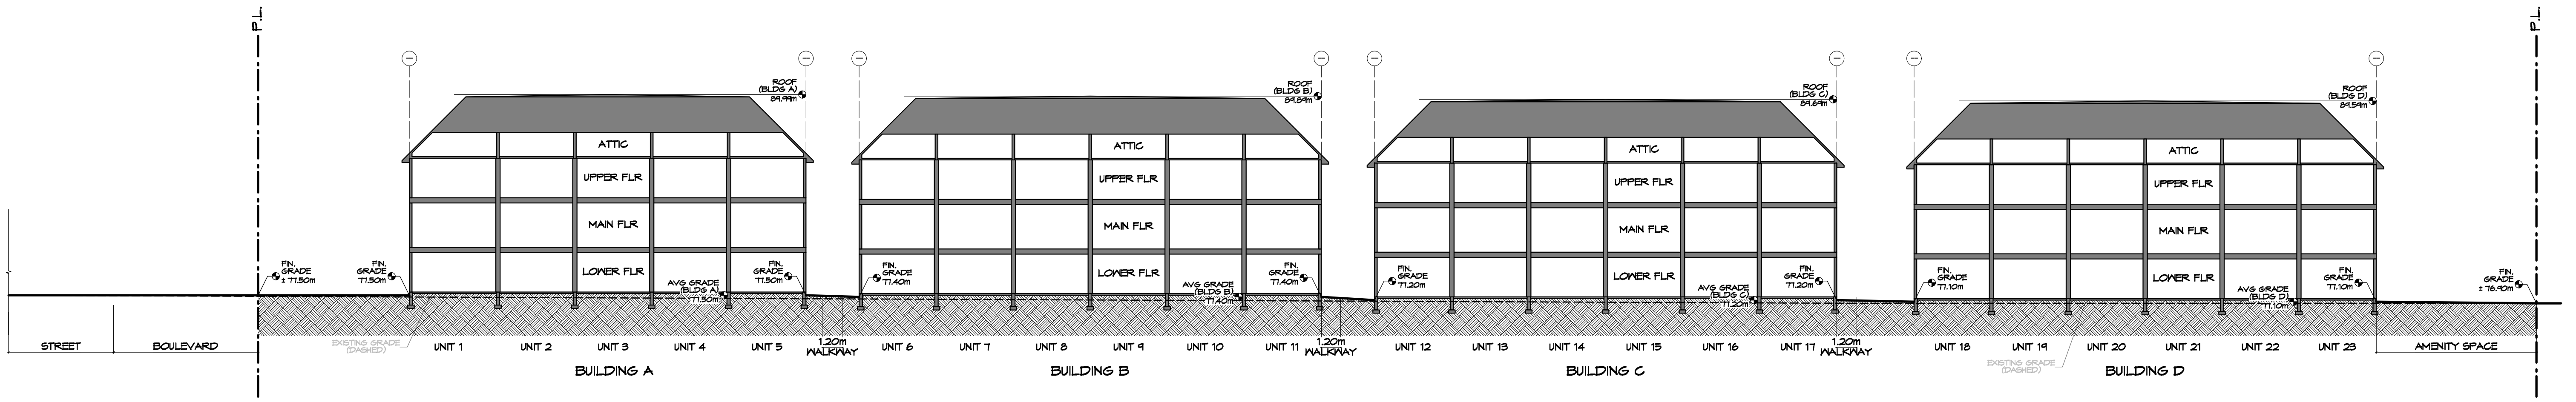 P.L.
P.L.
ROOF
(BLDG A)
89.99m
ROOF
(BLDG B)
89.89m
ROOF
(BLDG C)
89.69m
ROOF
(BLDG D)
89.59m
ATTIC
UPPER FLR
MAIN FLR
LOWER FLR
ATTIC
UPPER FLR
MAIN FLR
LOWER FLR
ATTIC
UPPER FLR
MAIN FLR
LOWER FLR
ATTIC
UPPER FLR
MAIN FLR
LOWER FLR
FIN.
GRADE
± 77.50m
FIN.
GRADE
77.50m
AVG GRADE
(BLDG A)
77.50m
FIN.
GRADE
77.50m
FIN.
GRADE
77.40m
AVG GRADE
(BLDG B)
77.40m
FIN.
GRADE
77.40m
FIN.
GRADE
77.20m
AVG GRADE
(BLDG C)
77.20m
FIN.
GRADE
77.20m
FIN.
GRADE
77.10m
AVG GRADE
(BLDG D)
77.10m
FIN.
GRADE
77.10m
FIN.
GRADE
± 76.90m
STREET
BOULEVARD
EXISTING GRADE
(DASHED)
UNIT 1
UNIT 2
UNIT 3
UNIT 4
UNIT 5
1.20m
WALKWAY
UNIT 6
UNIT 7
UNIT 8
UNIT 9
UNIT 10
UNIT 11
1.20m
WALKWAY
UNIT 12
UNIT 13
UNIT 14
UNIT 15
UNIT 16
UNIT 17
1.20m
WALKWAY
UNIT 18
UNIT 19
UNIT 20
UNIT 21
UNIT 22
UNIT 23
AMENITY SPACE
EXISTING GRADE
(DASHED)
BUILDING A
BUILDING B
BUILDING C
BUILDING D